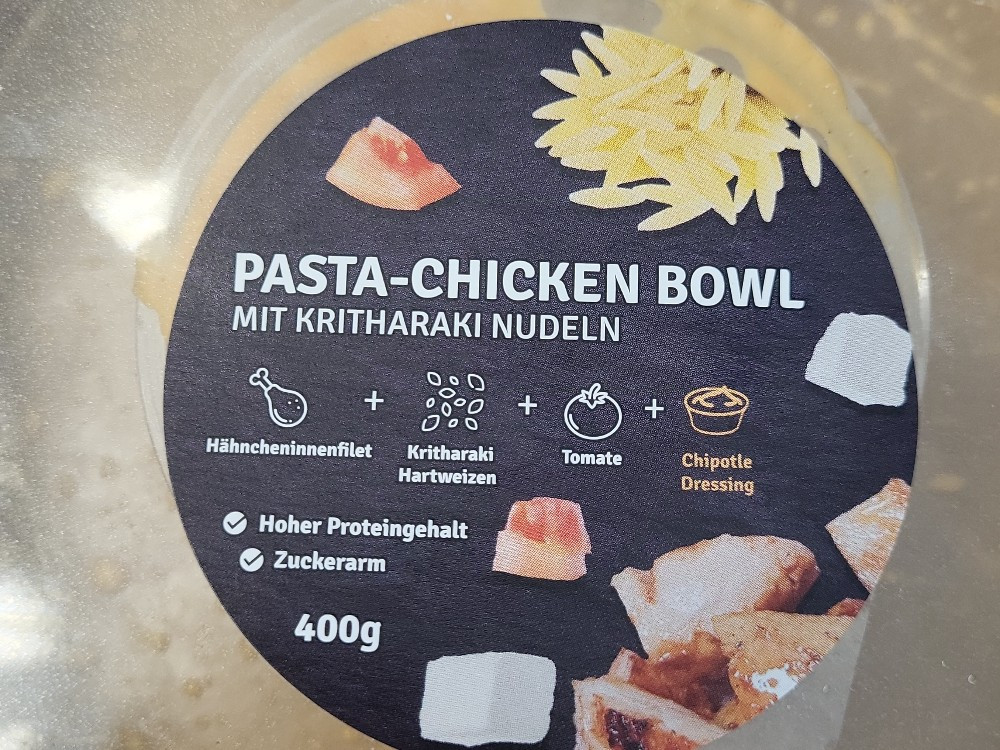 PASTA-CHICKEN BOWL
MIT KRITHARAKI NUDELN
Hähncheninnenfilet + Kritharaki Hartweizen + Tomate + Chipotle Dressing
Hoher Proteingehalt
Zuckerarm
400g